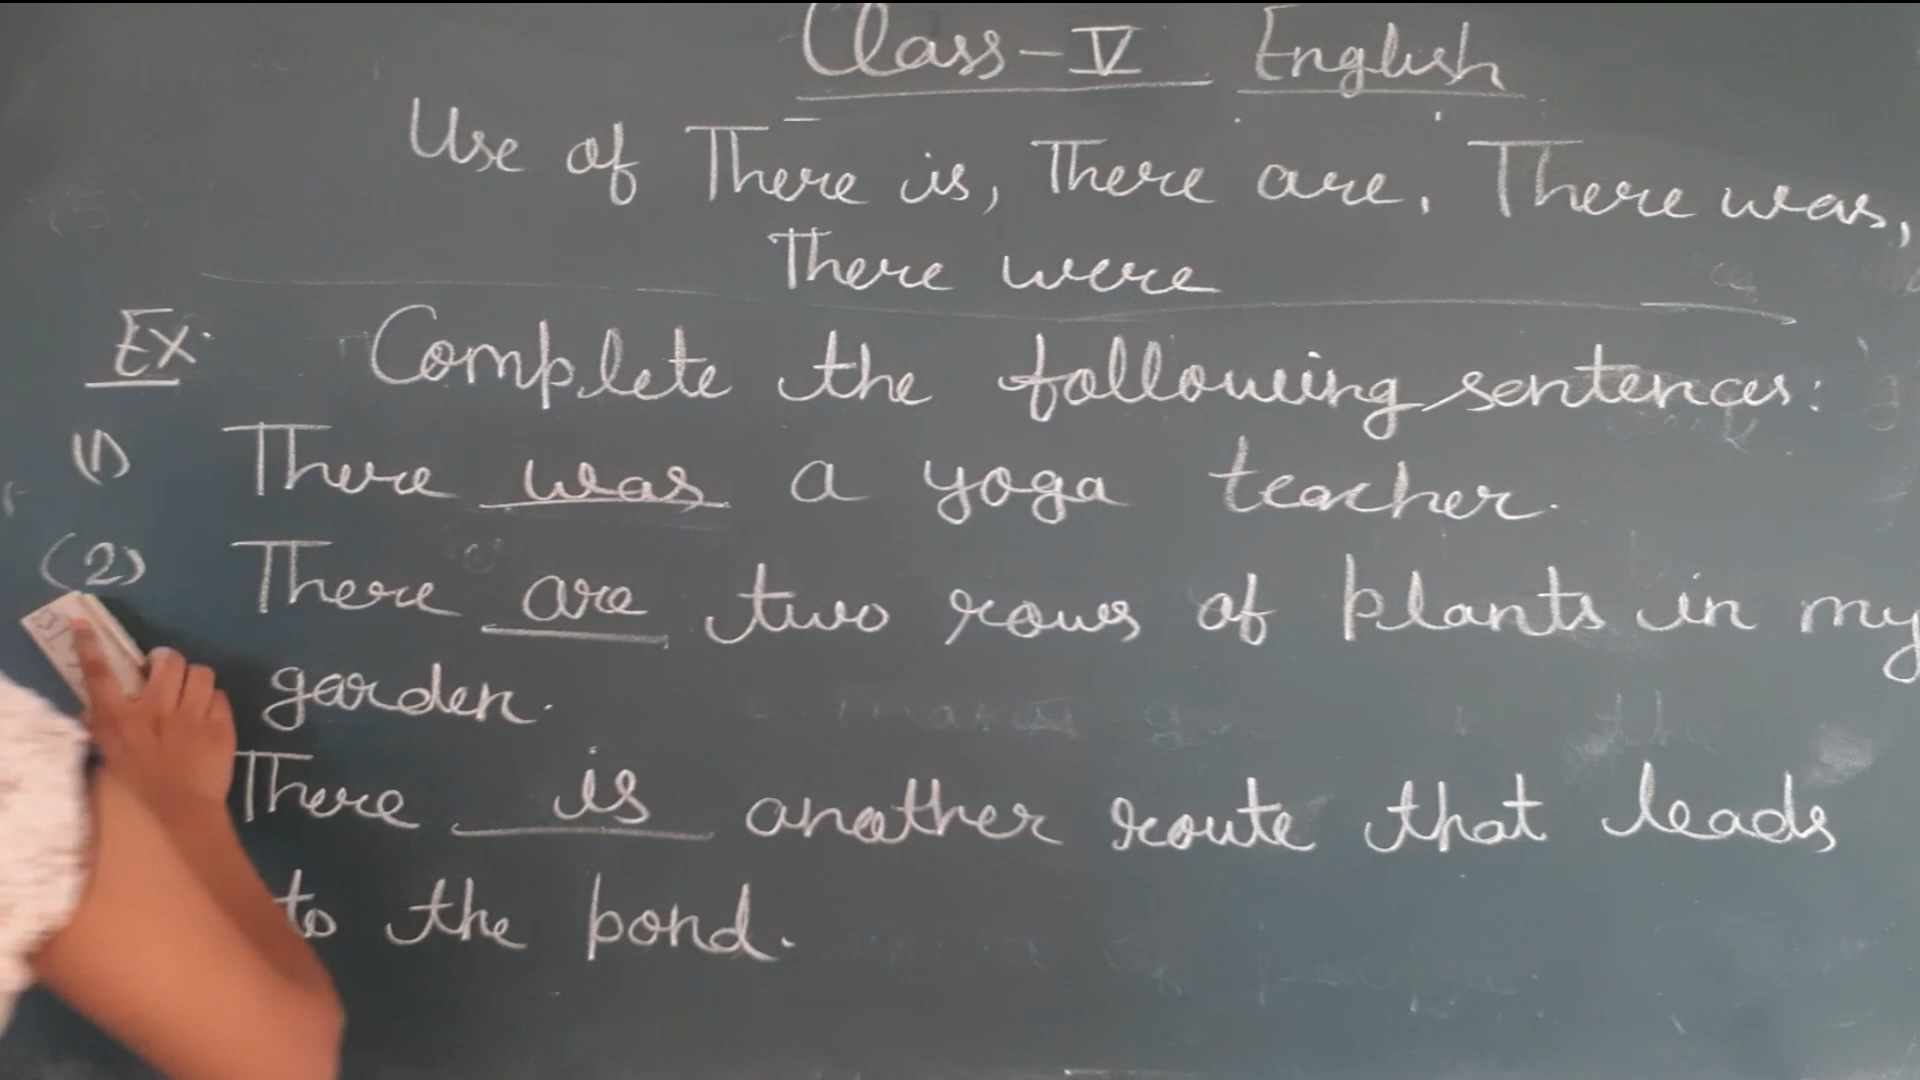 Class-V English
Use of There is, There are, There was,
There were
Ex. Complete the following sentences:
(1) There was a yoga teacher.
(2) There are two rows of plants in my
garden.
There is another route that leads
to the pond.